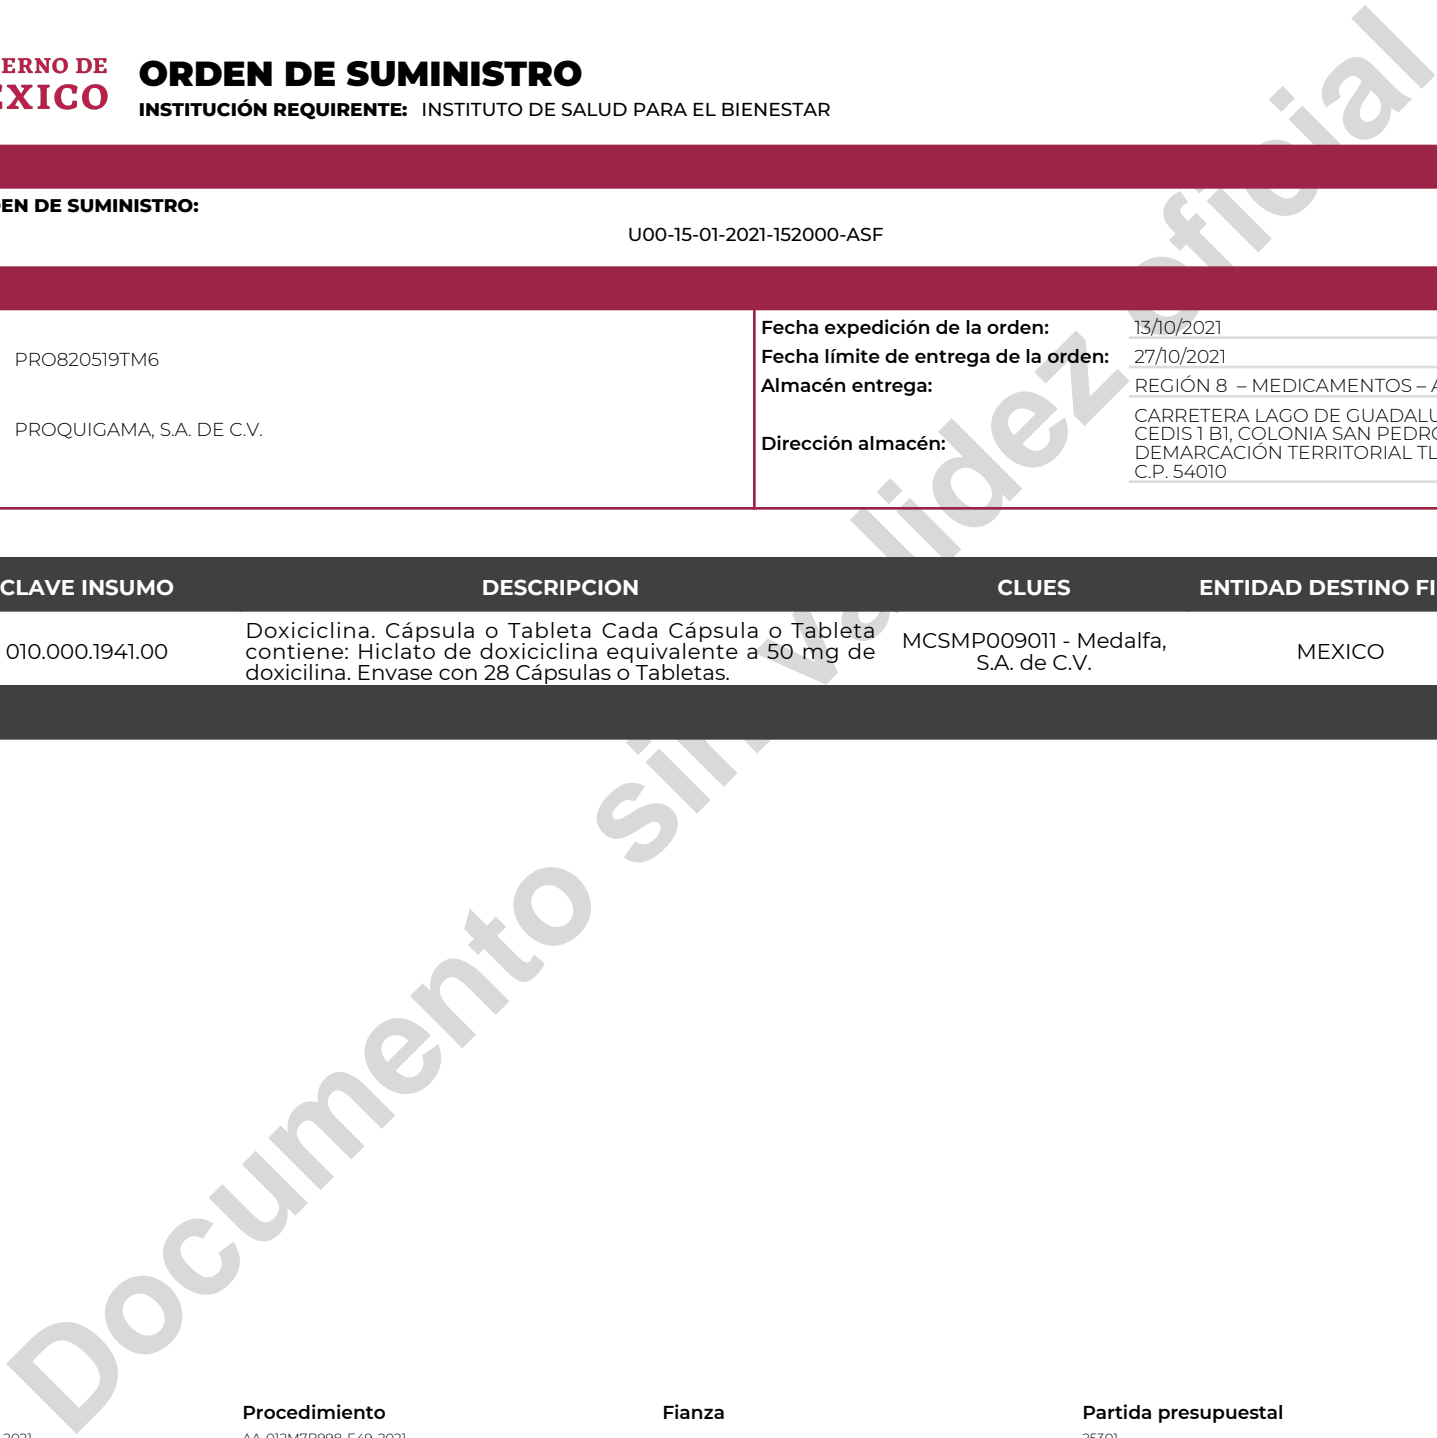 ERNO DE
EXICO
ORDEN DE SUMINISTRO
INSTITUCIÓN REQUIRENTE: INSTITUTO DE SALUD PARA EL BIENESTAR
EN DE SUMINISTRO:
U00-15-01-2021-152000-ASF
PRO820519TM6
PROQUIGAMA, S.A. DE C.V.
Fecha expedición de la orden: 13/10/2021
Fecha límite de entrega de la orden: 27/10/2021
Almacén entrega: REGIÓN 8 – MEDICAMENTOS – A
Dirección almacén:
CARRETERA LAGO DE GUADALU
CEDIS 1 B1, COLONIA SAN PEDRO
DEMARCACIÓN TERRITORIAL TL
C.P. 54010
CLAVE INSUMO DESCRIPCION CLUES ENTIDAD DESTINO FI
010.000.1941.00
Doxiciclina. Cápsula o Tableta Cada Cápsula o Tableta
contiene: Hiclato de doxiciclina equivalente a 50 mg de
doxicilina. Envase con 28 Cápsulas o Tabletas.
MCSMP009011 - Medalfa,
S.A. de C.V.
MEXICO
Documento sin validez oficial
Procedimiento Fianza Partida presupuestal